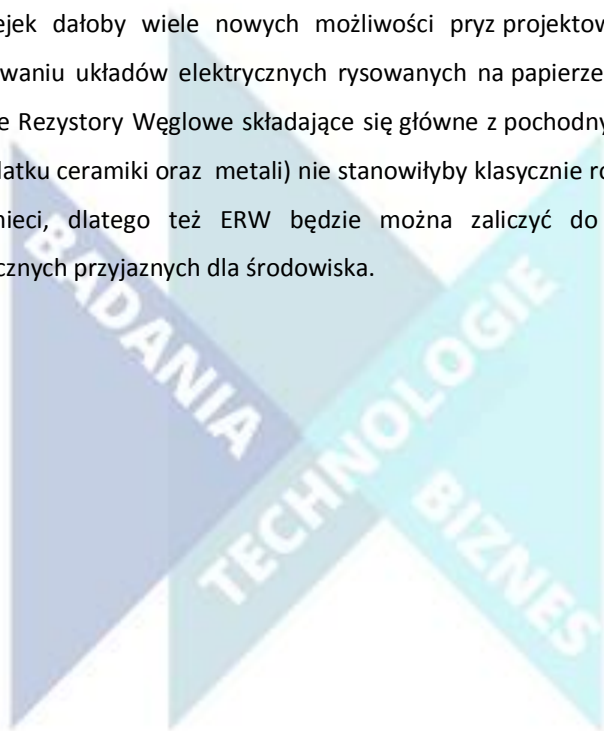 ejek dałoby wiele nowych możliwości pryz projektow
waniu układów elektrycznych rysowanych na papierze
e Rezystory Węglowe składające się główne z pochodny
datku ceramiki oraz metali) nie stanowiłyby klasycznie ro
nieci, dlatego też ERW będzie można zaliczyć do
cznych przyjaznych dla środowiska.
BADANIA
TECHNOLOGIE
BIZNES